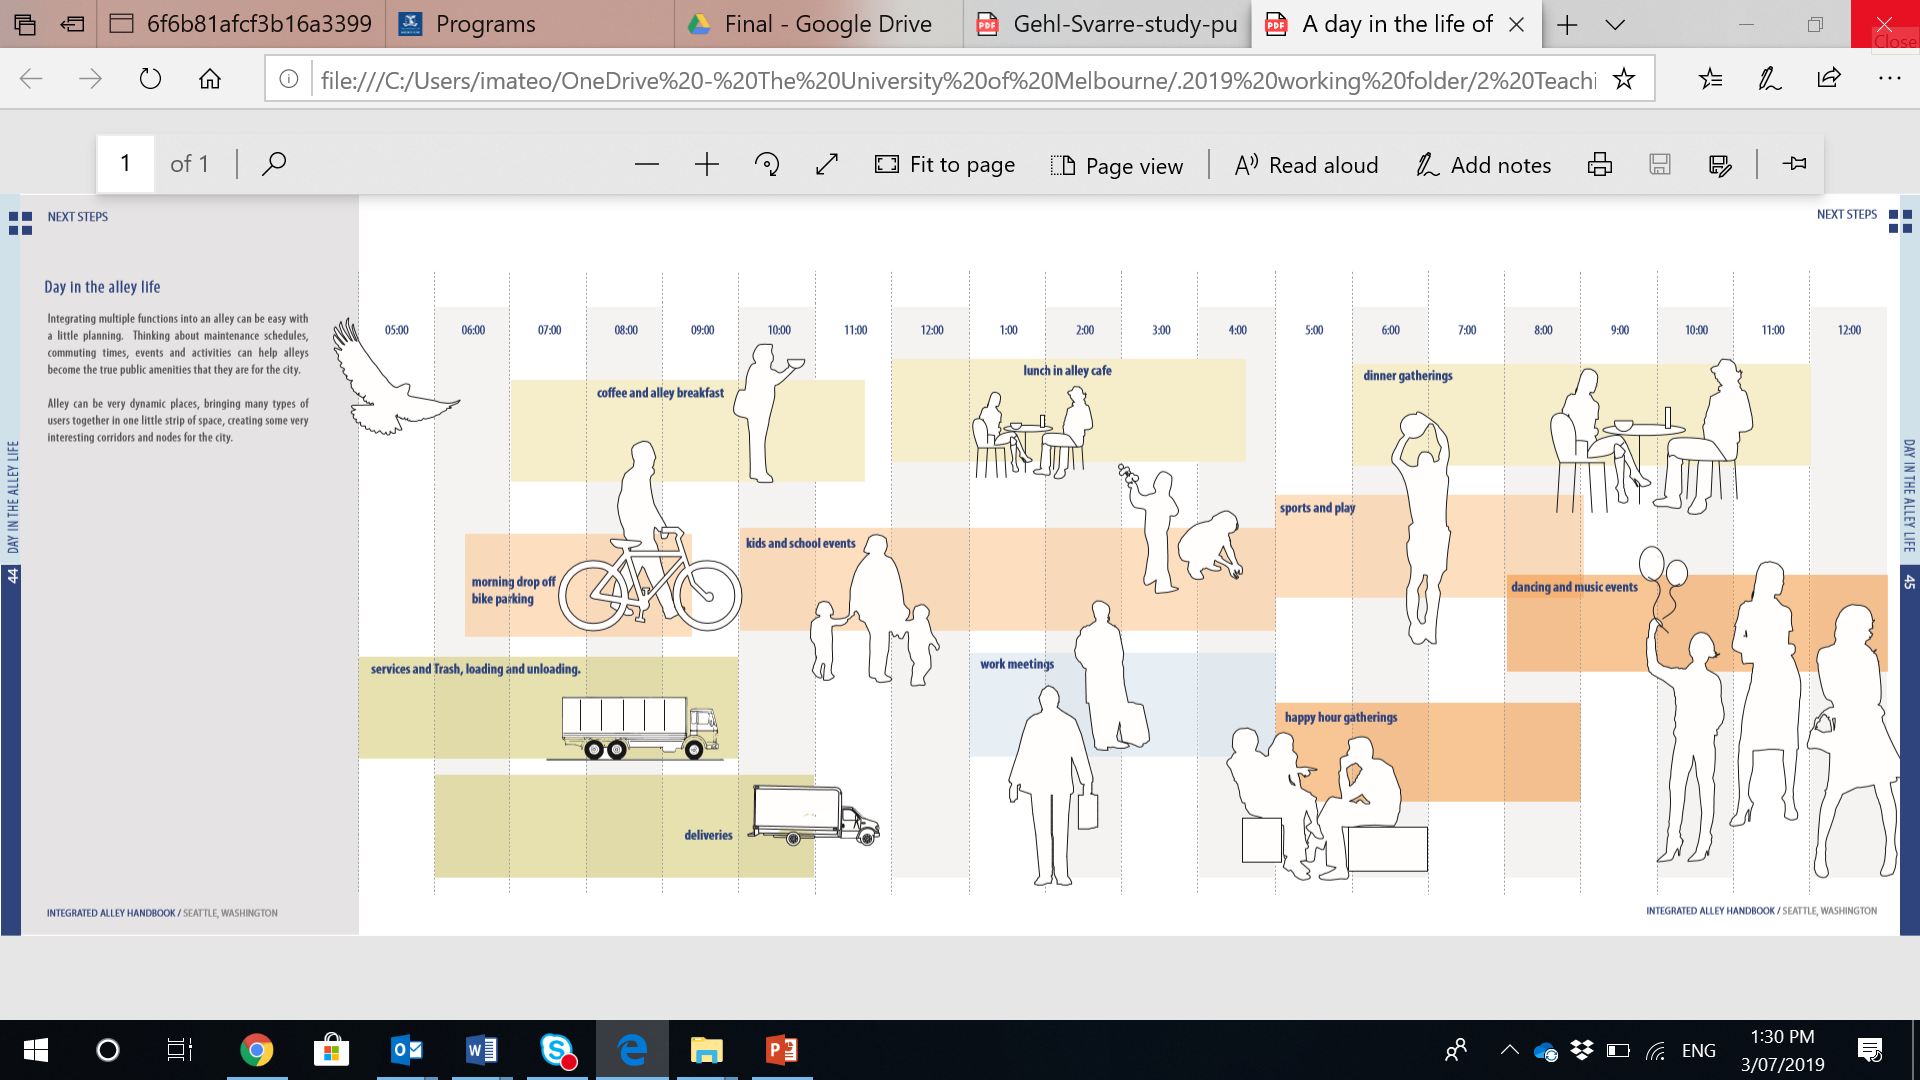 6f6b81afcf3b16a3399
Programs
Final - Google Drive
Gehl-Svarre-study-pu
A day in the life of
Close
file:///C:/Users/imateo/OneDrive%20-%20The%20University%20of%20Melbourne/.2019%20working%20folder/2%20Teachi
1 of 1
Fit to page
Page view
Read aloud
Add notes
NEXT STEPS
NEXT STEPS
Day in the alley life
Integrating multiple functions into an alley can be easy with
a little planning. Thinking about maintenance schedules,
commuting times, events and activities can help alleys
become the true public amenities that they are for the city.
Alley can be very dynamic places, bringing many types of
users together in one little strip of space, creating some very
interesting corridors and nodes for the city.
DAY IN THE ALLEY LIFE
44
05:00 06:00 07:00 08:00 09:00 10:00 11:00 12:00 1:00 2:00 3:00 4:00 5:00 6:00 7:00 8:00 9:00 10:00 11:00 12:00
coffee and alley breakfast
lunch in alley cafe
dinner gatherings
sports and play
kids and school events
morning drop off
bike parking
dancing and music events
services and Trash, loading and unloading.
work meetings
happy hour gatherings
deliveries
DAY IN THE ALLEY LIFE
45
INTEGRATED ALLEY HANDBOOK / SEATTLE, WASHINGTON
INTEGRATED ALLEY HANDBOOK / SEATTLE, WASHINGTON
ENG
1:30 PM
3/07/2019